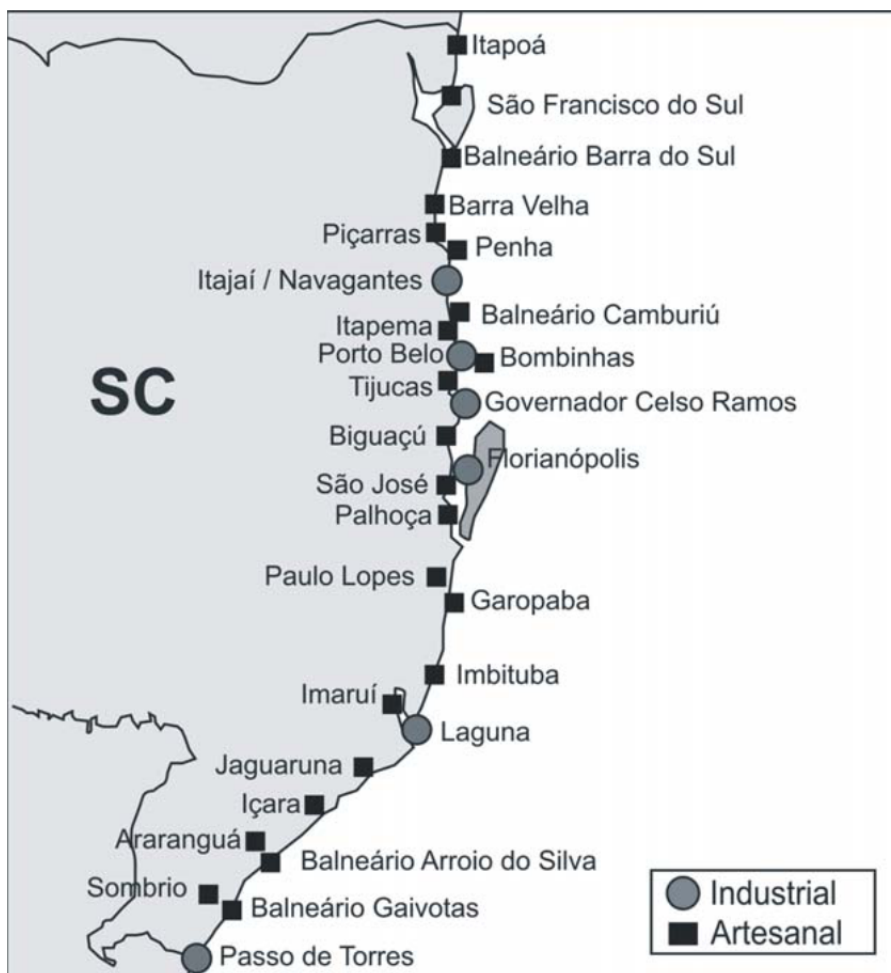 Itapoá
São Francisco do Sul
Balneário Barra do Sul
Barra Velha
Piçarras
Penha
Itajaí / Navagantes
Balneário Camburiú
Itapema
Porto Belo
Bombinhas
Tijucas
Governador Celso Ramos
SC
Biguaçú
Florianópolis
São José
Palhoça
Paulo Lopes
Garopaba
Imbituba
Imaruí
Laguna
Jaguaruna
Içara
Araranguá
Balneário Arroio do Silva
Sombrio
Balneário Gaivotas
Passo de Torres
Industrial
Artesanal